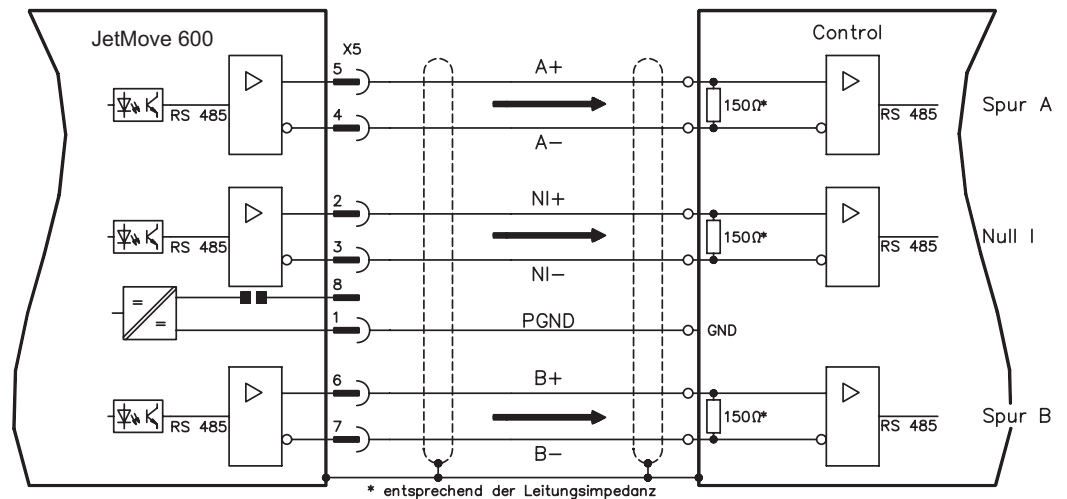 JetMove 600
Control
X5
5
A+
RS 485
150Ω*
RS 485
Spur A
4
A-
2
NI+
RS 485
150Ω*
RS 485
Null I
3
NI-
8
=
=
1
PGND
GND
6
B+
RS 485
150Ω*
RS 485
Spur B
7
B-
* entsprechend der Leitungsimpedanz